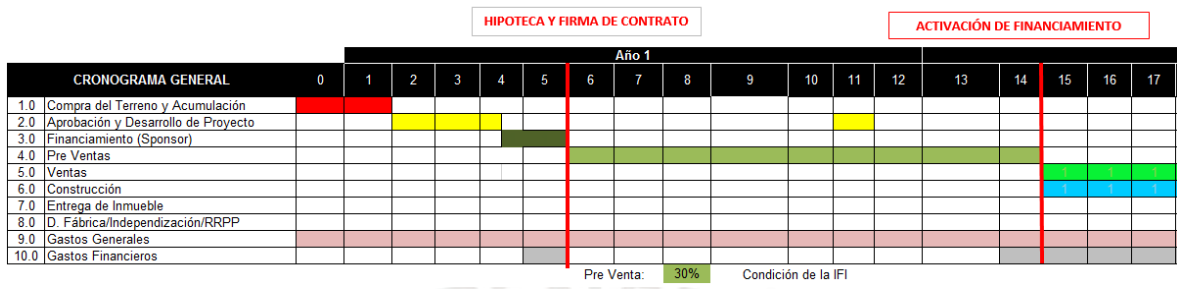 HIPOTECA Y FIRMA DE CONTRATO
ACTIVACIÓN DE FINANCIAMIENTO
Año 1
CRONOGRAMA GENERAL 0 1 2 3 4 5 6 7 8 9 10 11 12 13 14 15 16 17
1.0 Compra del Terreno y Acumulación
2.0 Aprobación y Desarrollo de Proyecto
3.0 Financiamiento (Sponsor)
4.0 Pre Ventas
5.0 Ventas 1 1 1
6.0 Construcción 1 1 1
7.0 Entrega de Inmueble
8.0 D. Fábrica/Independización/RRPP
9.0 Gastos Generales
10.0 Gastos Financieros
Pre Venta: 30% Condición de la IFI